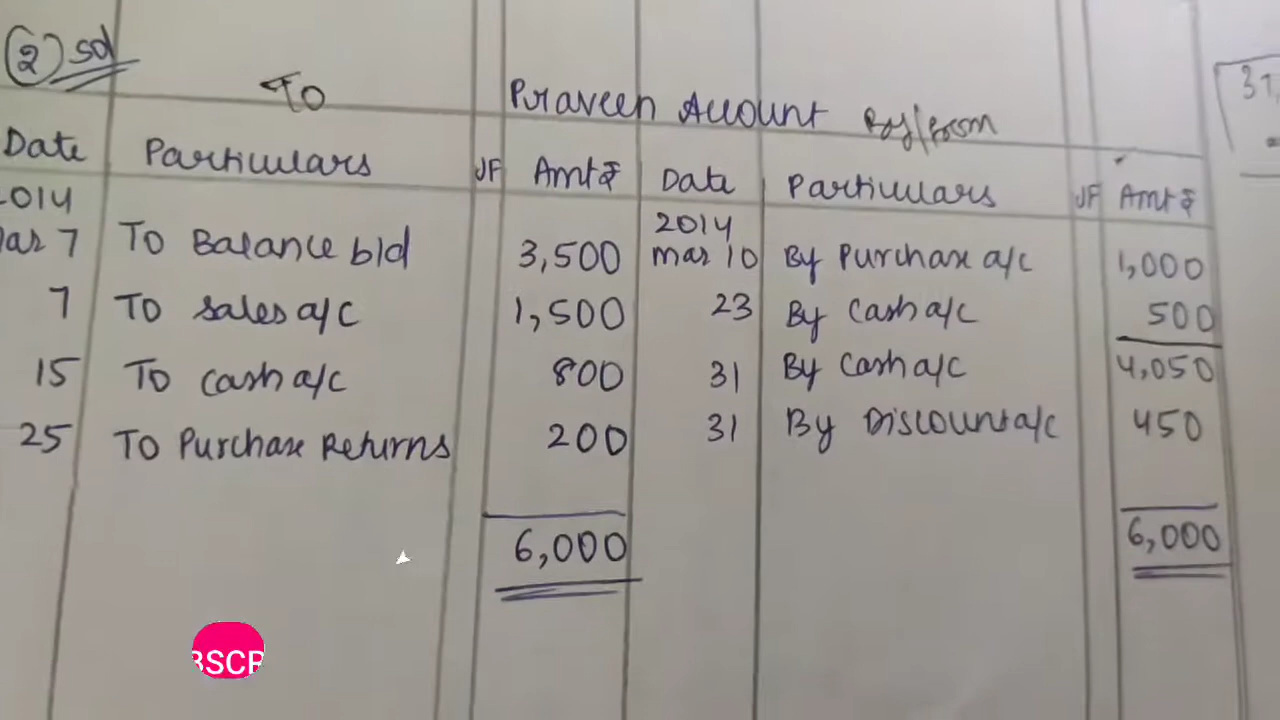 2 sol
To Praveen Account By/from
Date Particulars JF Amt₹ Date Particulars JF Amt₹
2014 2014
Mar 7 To Balance b/d 3,500 mar 10 By Purchase a/c 1,000
7 To sales a/c 1,500 23 By Cash a/c 500
15 To cash a/c 800 31 By Cash a/c 4,050
25 To Purchase Returns 200 31 By Discount a/c 450
6,000 6,000
BSCR